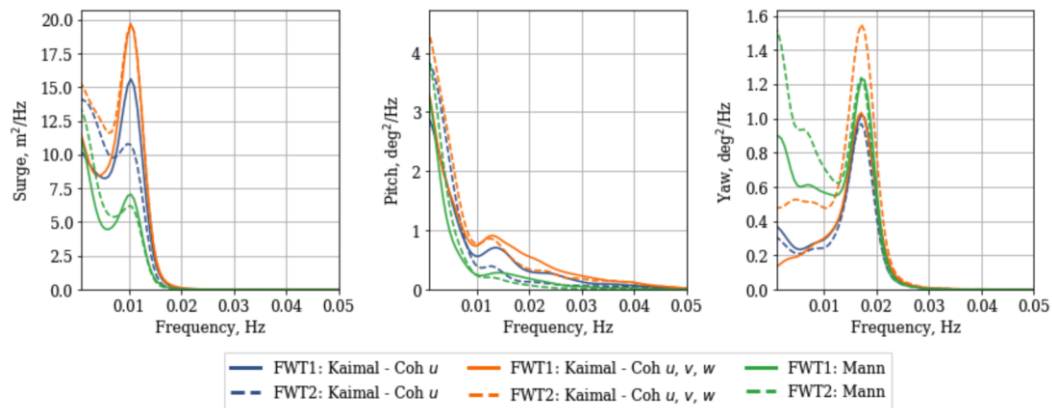 20.0
17.5
15.0
12.5
10.0
7.5
5.0
2.5
0.0
Surge, m²/Hz
0.01 0.02 0.03 0.04 0.05
Frequency, Hz
4
3
2
1
0
Pitch, deg²/Hz
0.01 0.02 0.03 0.04 0.05
Frequency, Hz
1.6
1.4
1.2
1.0
0.8
0.6
0.4
0.2
0.0
Yaw, deg²/Hz
0.01 0.02 0.03 0.04 0.05
Frequency, Hz
FWT1: Kaimal - Coh u FWT1: Kaimal - Coh u, v, w FWT1: Mann
FWT2: Kaimal - Coh u FWT2: Kaimal - Coh u, v, w FWT2: Mann